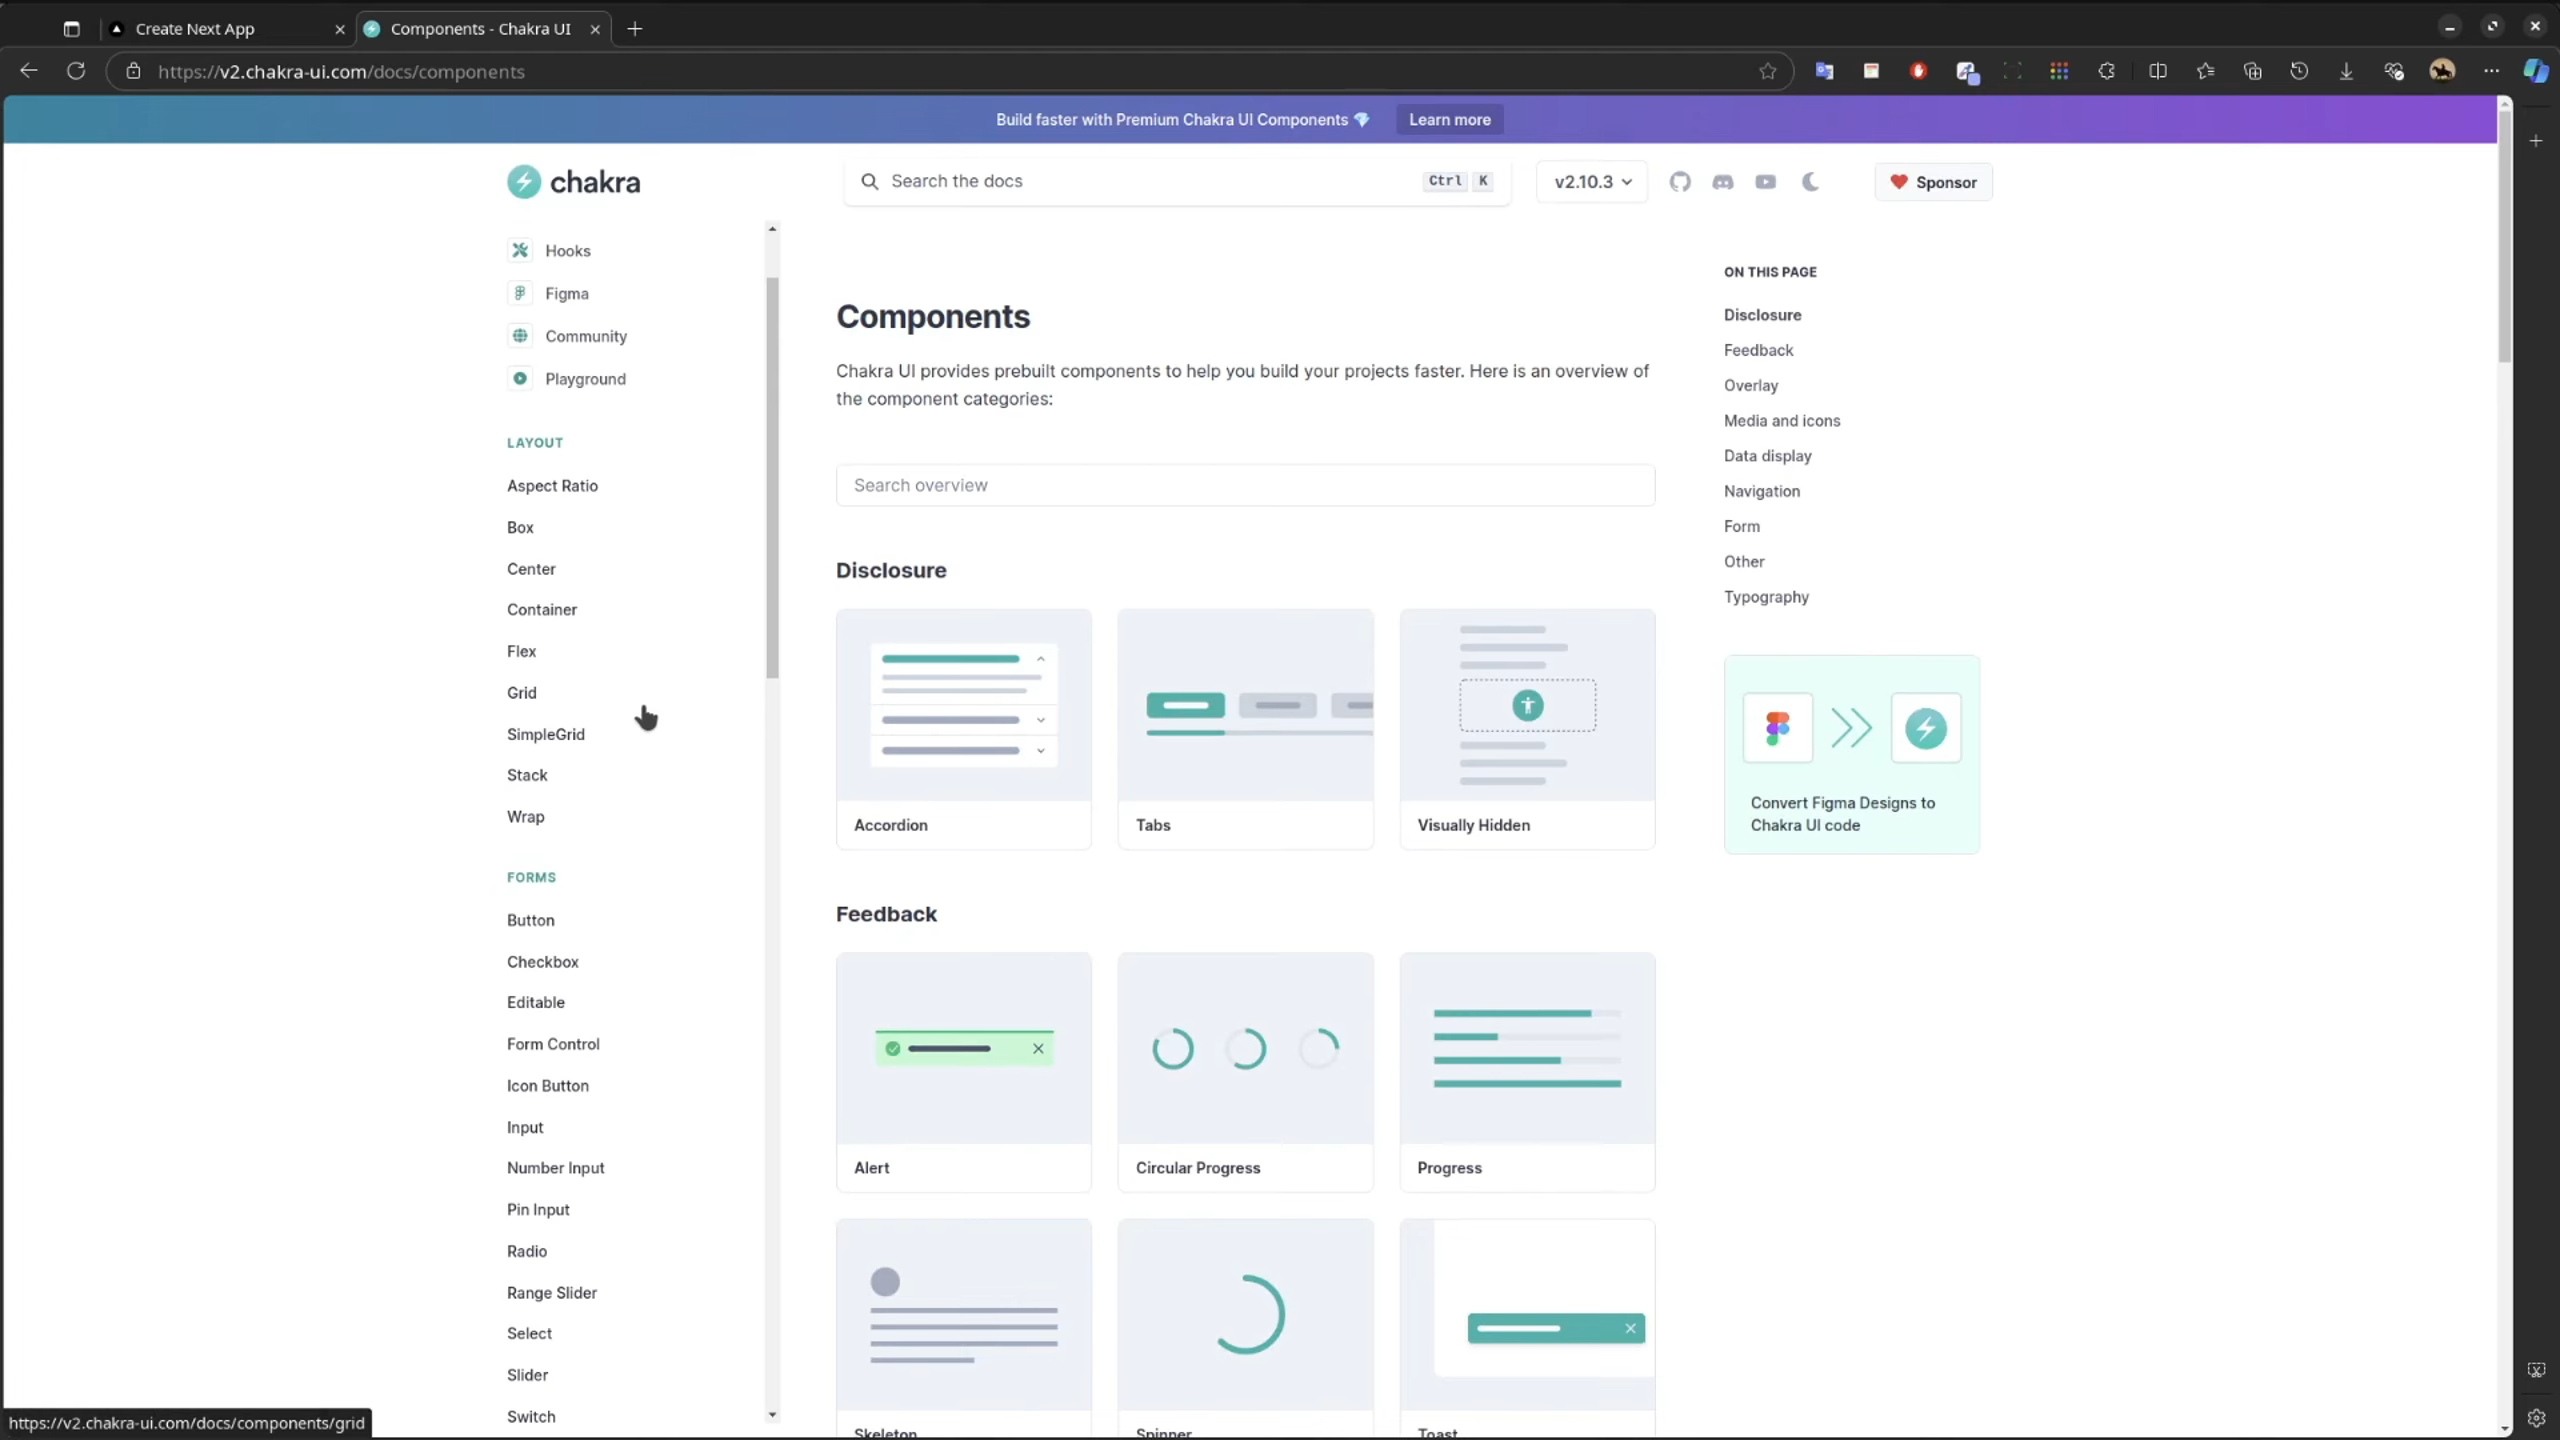 Create Next App
Components - Chakra UI
https://v2.chakra-ui.com/docs/components
Build faster with Premium Chakra UI Components 💎
Learn more
chakra
Search the docs
Ctrl K
v2.10.3
Sponsor
Hooks
Figma
Community
Playground
LAYOUT
Aspect Ratio
Box
Center
Container
Flex
Grid
SimpleGrid
Stack
Wrap
FORMS
Button
Checkbox
Editable
Form Control
Icon Button
Input
Number Input
Pin Input
Radio
Range Slider
Select
Slider
Switch
Components
Chakra UI provides prebuilt components to help you build your projects faster. Here is an overview of
the component categories:
Search overview
Disclosure
Accordion
Tabs
Visually Hidden
Feedback
Alert
Circular Progress
Progress
Skeleton
Spinner
Toast
ON THIS PAGE
Disclosure
Feedback
Overlay
Media and icons
Data display
Navigation
Form
Other
Typography
Convert Figma Designs to
Chakra UI code
https://v2.chakra-ui.com/docs/components/grid